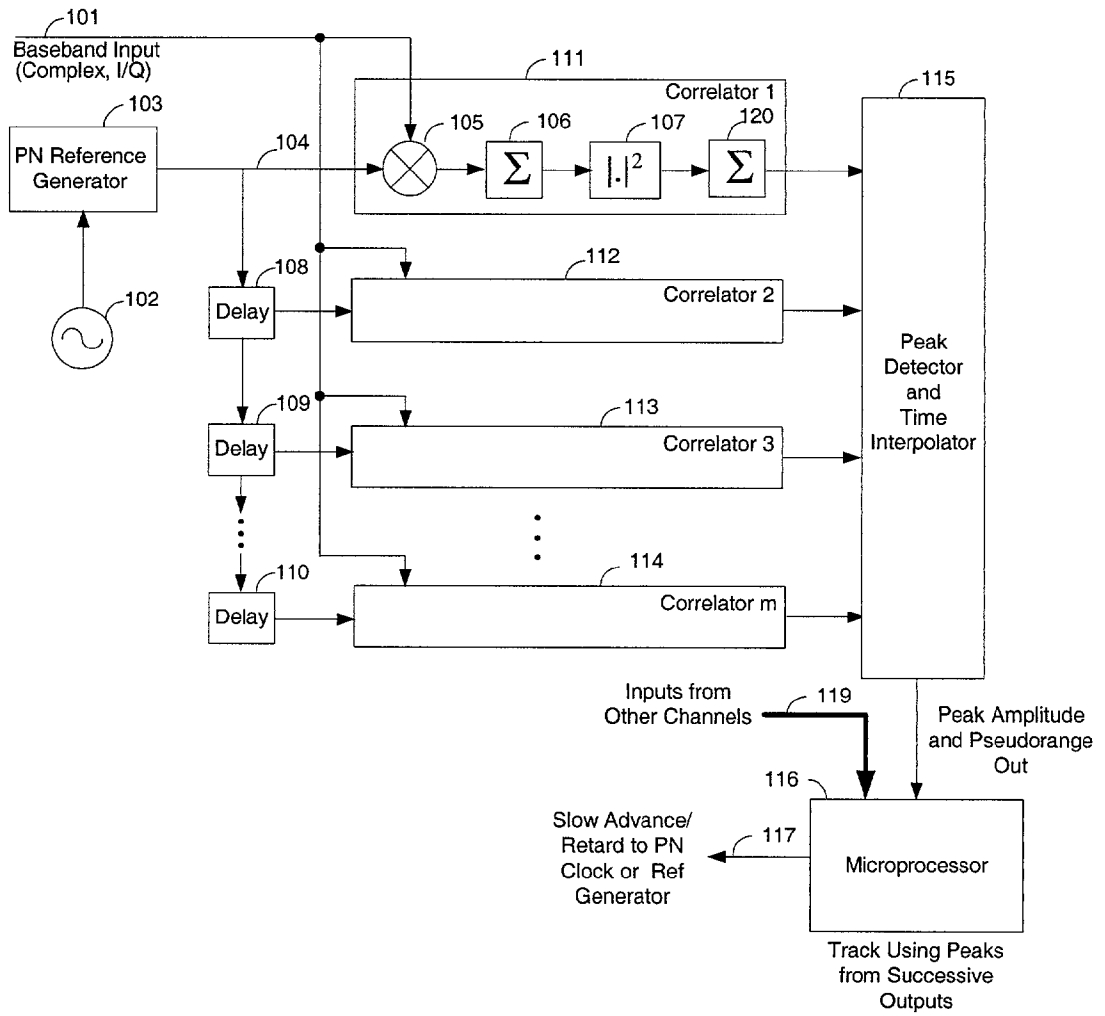 101
Baseband Input
(Complex, I/Q)
103
PN Reference
Generator
104
102
111
Correlator 1
105
106
107
120
Σ
|.|²
Σ
115
108
Delay
112
Correlator 2
109
Delay
113
Correlator 3
110
Delay
114
Correlator m
Peak
Detector
and
Time
Interpolator
Inputs from
Other Channels
119
Peak Amplitude
and Pseudorange
Out
116
Slow Advance/
Retard to PN
Clock or Ref
Generator
117
Microprocessor
Track Using Peaks
from Successive
Outputs